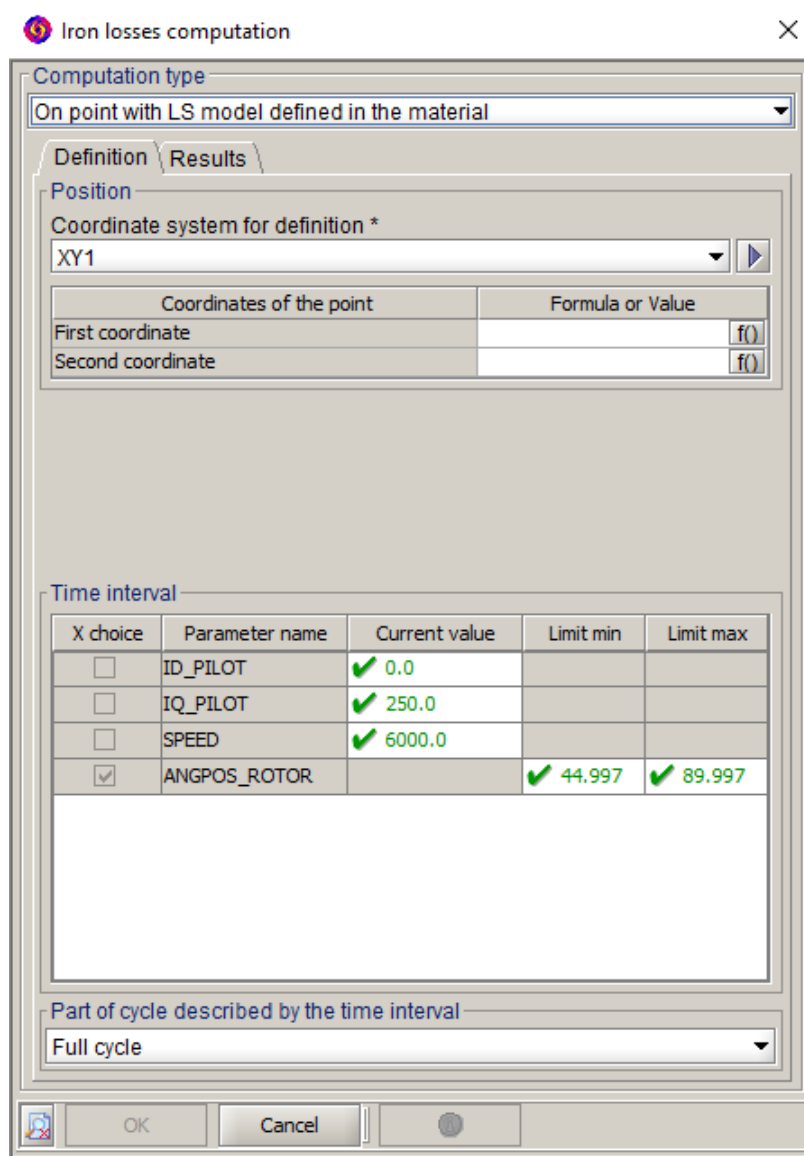 Iron losses computation
Computation type
On point with LS model defined in the material
Definition Results
Position
Coordinate system for definition *
XY1
Coordinates of the point Formula or Value
First coordinate f()
Second coordinate f()
Time interval
X choice Parameter name Current value Limit min Limit max
ID_PILOT 0.0
IQ_PILOT 250.0
SPEED 6000.0
ANGPOS_ROTOR 44.997 89.997
Part of cycle described by the time interval
Full cycle
OK Cancel